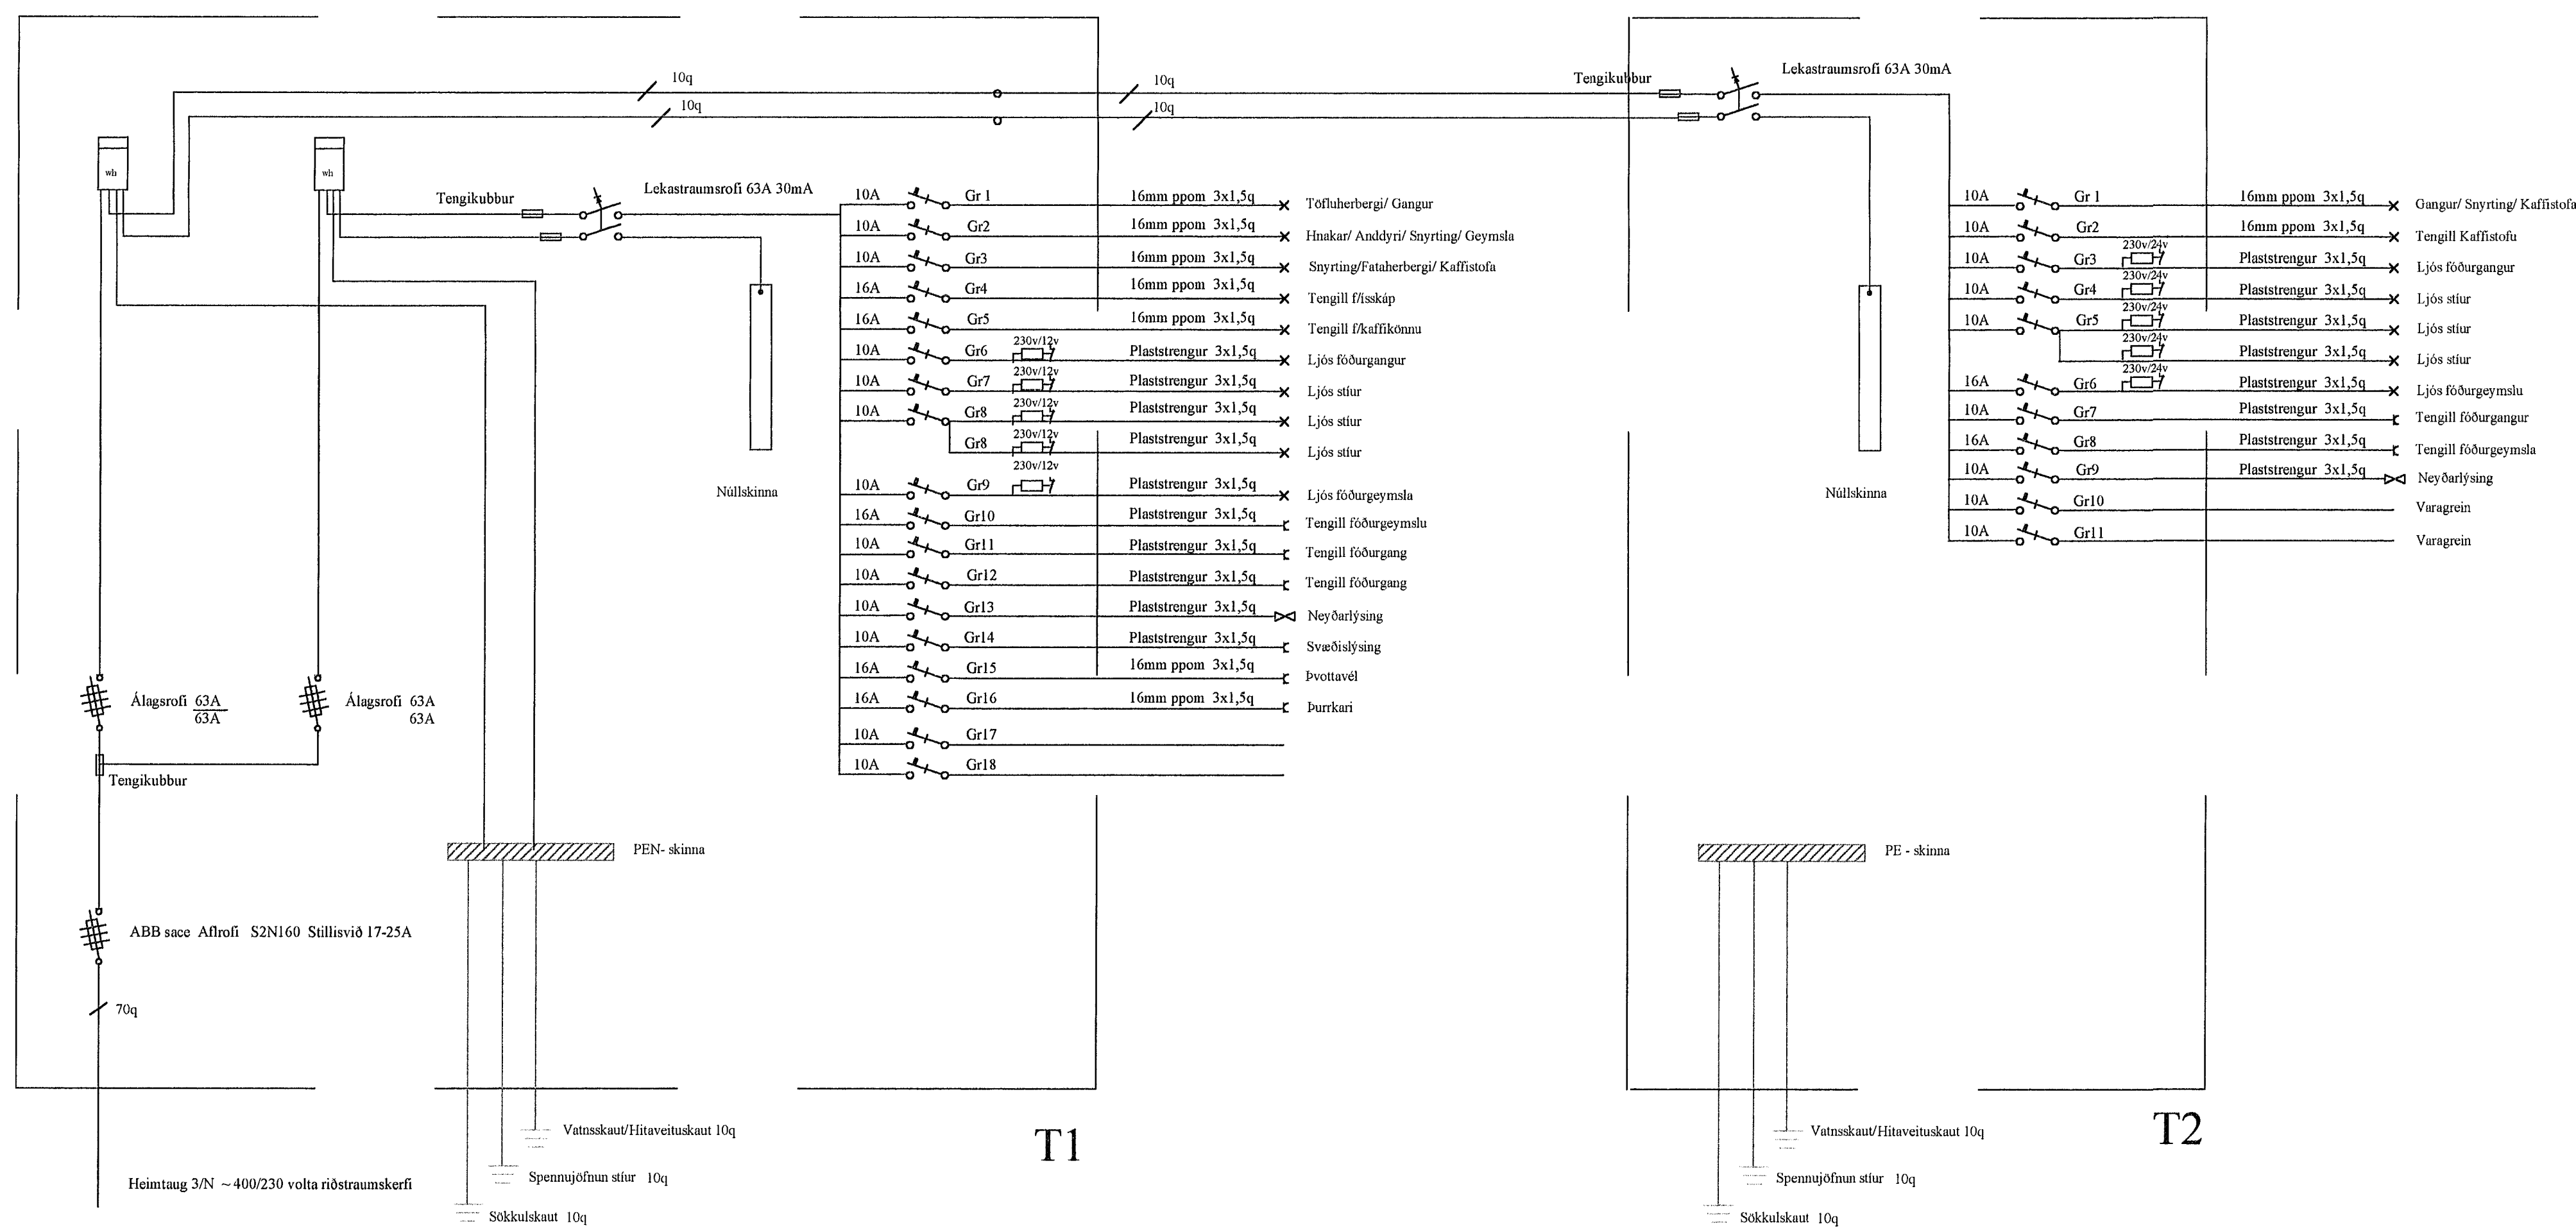 10q
10q
10q
10q
Tengikubbur
Lekastraumsrofi 63A 30mA
wh
wh
Tengikubbur
Lekastraumsrofi 63A 30mA
Núllskinna
10A Gr 1 16mm ppom 3x1,5q Töfluherbergi/ Gangur
10A Gr2 16mm ppom 3x1,5q Hnakar/ Anddyri/ Snyrting/ Geymsla
10A Gr3 16mm ppom 3x1,5q Snyrting/Fataherbergi/ Kaffistofa
16A Gr4 16mm ppom 3x1,5q Tengill f/ísskáp
16A Gr5 16mm ppom 3x1,5q Tengill f/kaffikönnu
10A Gr6 230v/12v Plaststrengur 3x1,5q Ljós fóðurgangur
10A Gr7 230v/12v Plaststrengur 3x1,5q Ljós stíur
10A Gr8 230v/12v Plaststrengur 3x1,5q Ljós stíur
Gr8 230v/12v Plaststrengur 3x1,5q Ljós stíur
10A Gr9 230v/12v Plaststrengur 3x1,5q Ljós fóðurgeymsla
16A Gr10 Plaststrengur 3x1,5q Tengill fóðurgeymslu
10A Gr11 Plaststrengur 3x1,5q Tengill fóðurgang
10A Gr12 Plaststrengur 3x1,5q Tengill fóðurgang
10A Gr13 Plaststrengur 3x1,5q Neyðarlýsing
10A Gr14 Plaststrengur 3x1,5q Svæðislýsing
16A Gr15 16mm ppom 3x1,5q Þvottavél
16A Gr16 16mm ppom 3x1,5q Þurrkari
10A Gr17
10A Gr18
Álagsrofi 63A
63A
Álagsrofi 63A
63A
Tengikubbur
PEN- skinna
ABB sace Aflrofi S2N160 Stillisvið 17-25A
70q
Vatnsskaut/Hitaveituskaut 10q
Spennujöfnun stíur 10q
Sökkulskaut 10q
Heimtaug 3/N ~400/230 volta riðstraumskerfi
T1
Núllskinna
10A Gr 1 16mm ppom 3x1,5q Gangur/ Snyrting/ Kaffistofa
10A Gr2 16mm ppom 3x1,5q Tengill Kaffistofu
10A Gr3 230v/24v Plaststrengur 3x1,5q Ljós fóðurgangur
10A Gr4 230v/24v Plaststrengur 3x1,5q Ljós stíur
10A Gr5 230v/24v Plaststrengur 3x1,5q Ljós stíur
230v/24v Plaststrengur 3x1,5q Ljós stíur
16A Gr6 230v/24v Plaststrengur 3x1,5q Ljós fóðurgeymslu
10A Gr7 Plaststrengur 3x1,5q Tengill fóðurgangur
16A Gr8 Plaststrengur 3x1,5q Tengill fóðurgeymsla
10A Gr9 Plaststrengur 3x1,5q Neyðarlýsing
10A Gr10 Varagrein
10A Gr11 Varagrein
PE - skinna
Vatnsskaut/Hitaveituskaut 10q
Spennujöfnun stíur 10q
Sökkulskaut 10q
T2